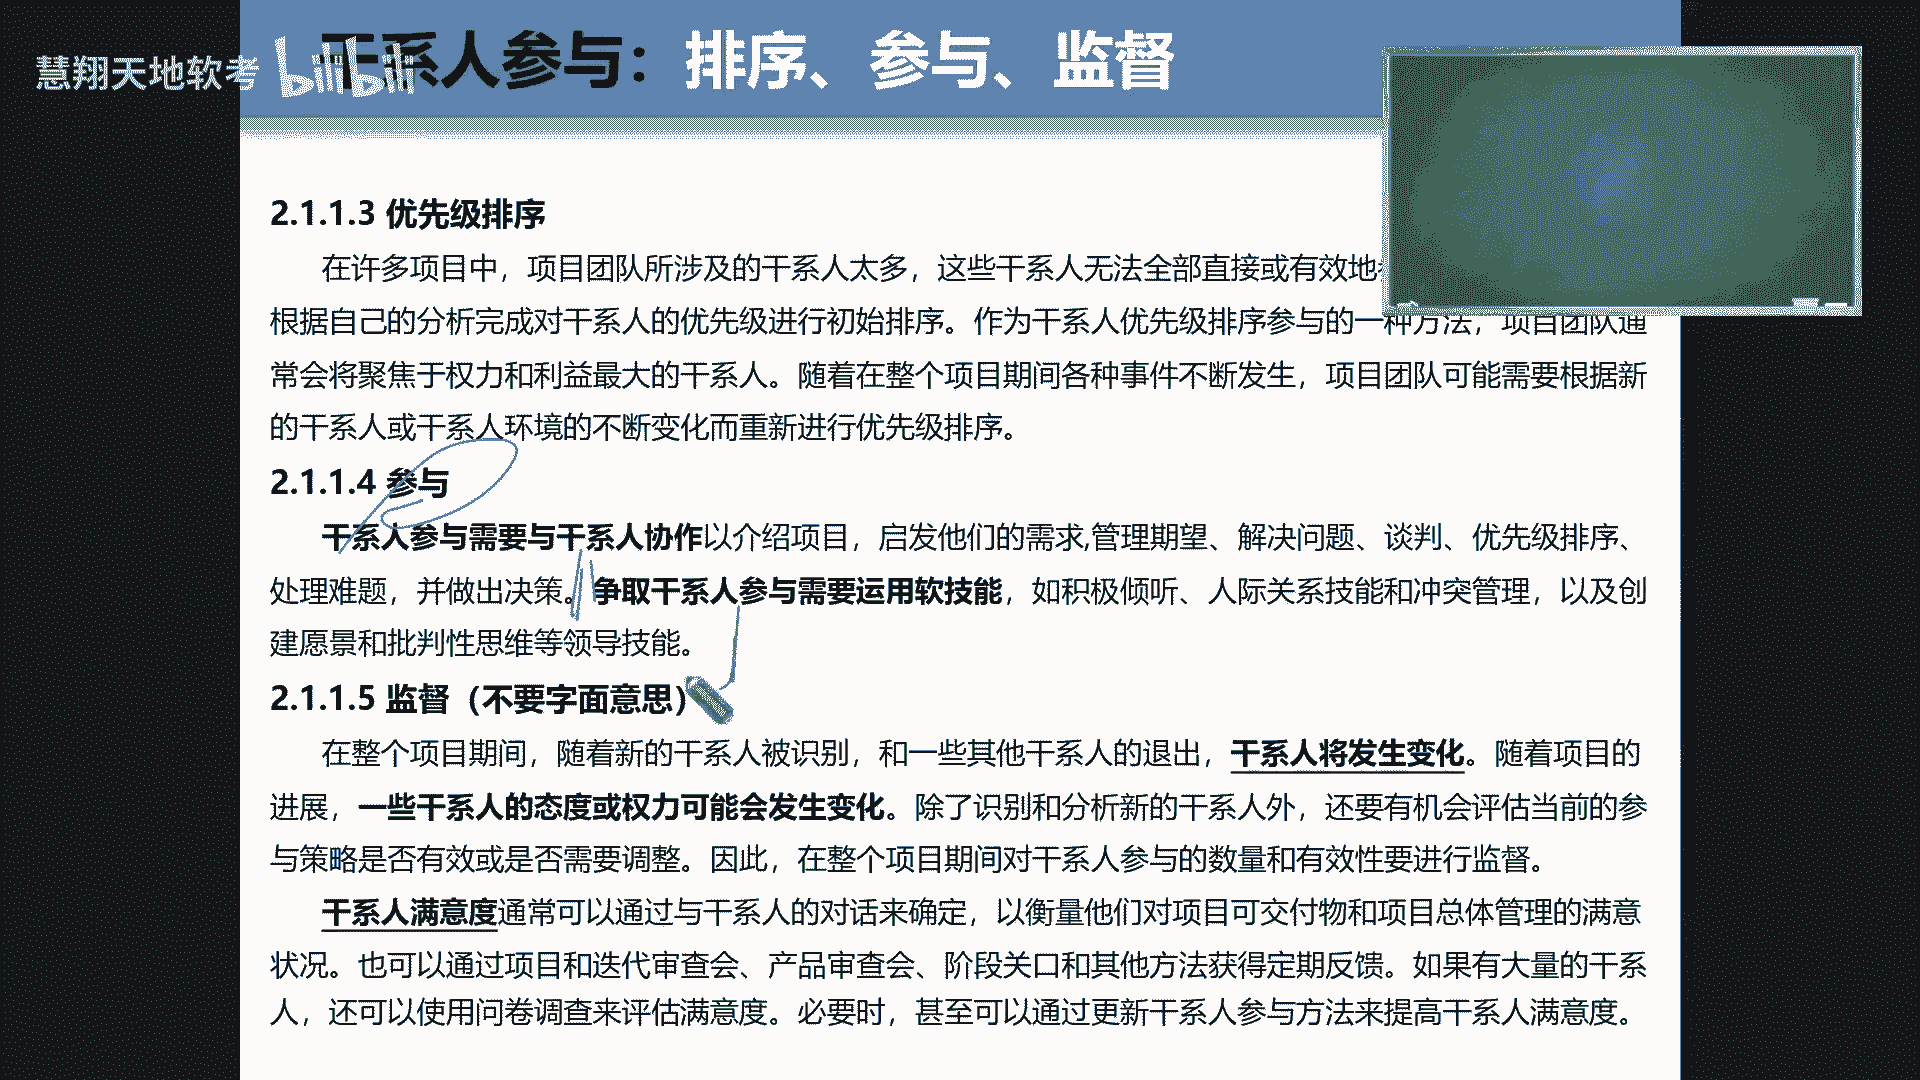 慧翔天地软考
bilibili
干系人参与：排序、参与、监督
2.1.1.3 优先级排序
在许多项目中，项目团队所涉及的干系人太多，这些干系人无法全部直接或有效地
根据自己的分析完成对干系人的优先级进行初始排序。作为干系人优先级排序参与的一种方法，项目团队通
常会将聚焦于权力和利益最大的干系人。随着在整个项目期间各种事件不断发生，项目团队可能需要根据新
的干系人或干系人环境的不断变化而重新进行优先级排序。
2.1.1.4 参与
干系人参与需要与干系人协作以介绍项目，启发他们的需求,管理期望、解决问题、谈判、优先级排序、
处理难题，并做出决策。争取干系人参与需要运用软技能，如积极倾听、人际关系技能和冲突管理，以及创
建愿景和批判性思维等领导技能。
2.1.1.5 监督（不要字面意思）
在整个项目期间，随着新的干系人被识别，和一些其他干系人的退出，干系人将发生变化。随着项目的
进展，一些干系人的态度或权力可能会发生变化。除了识别和分析新的干系人外，还要有机会评估当前的参
与策略是否有效或是否需要调整。因此，在整个项目期间对干系人参与的数量和有效性要进行监督。
干系人满意度通常可以通过与干系人的对话来确定，以衡量他们对项目可交付物和项目总体管理的满意
状况。也可以通过项目和迭代审查会、产品审查会、阶段关口和其他方法获得定期反馈。如果有大量的干系
人，还可以使用问卷调查来评估满意度。必要时，甚至可以通过更新干系人参与方法来提高干系人满意度。